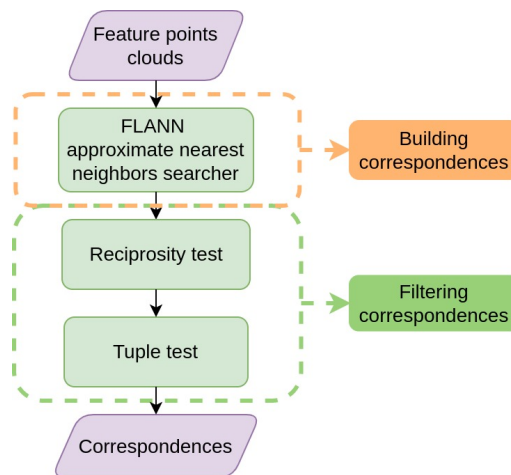 Feature points
clouds
FLANN
approximate nearest
neighbors searcher
Building
correspondences
Reciprosity test
Filtering
correspondences
Tuple test
Correspondences